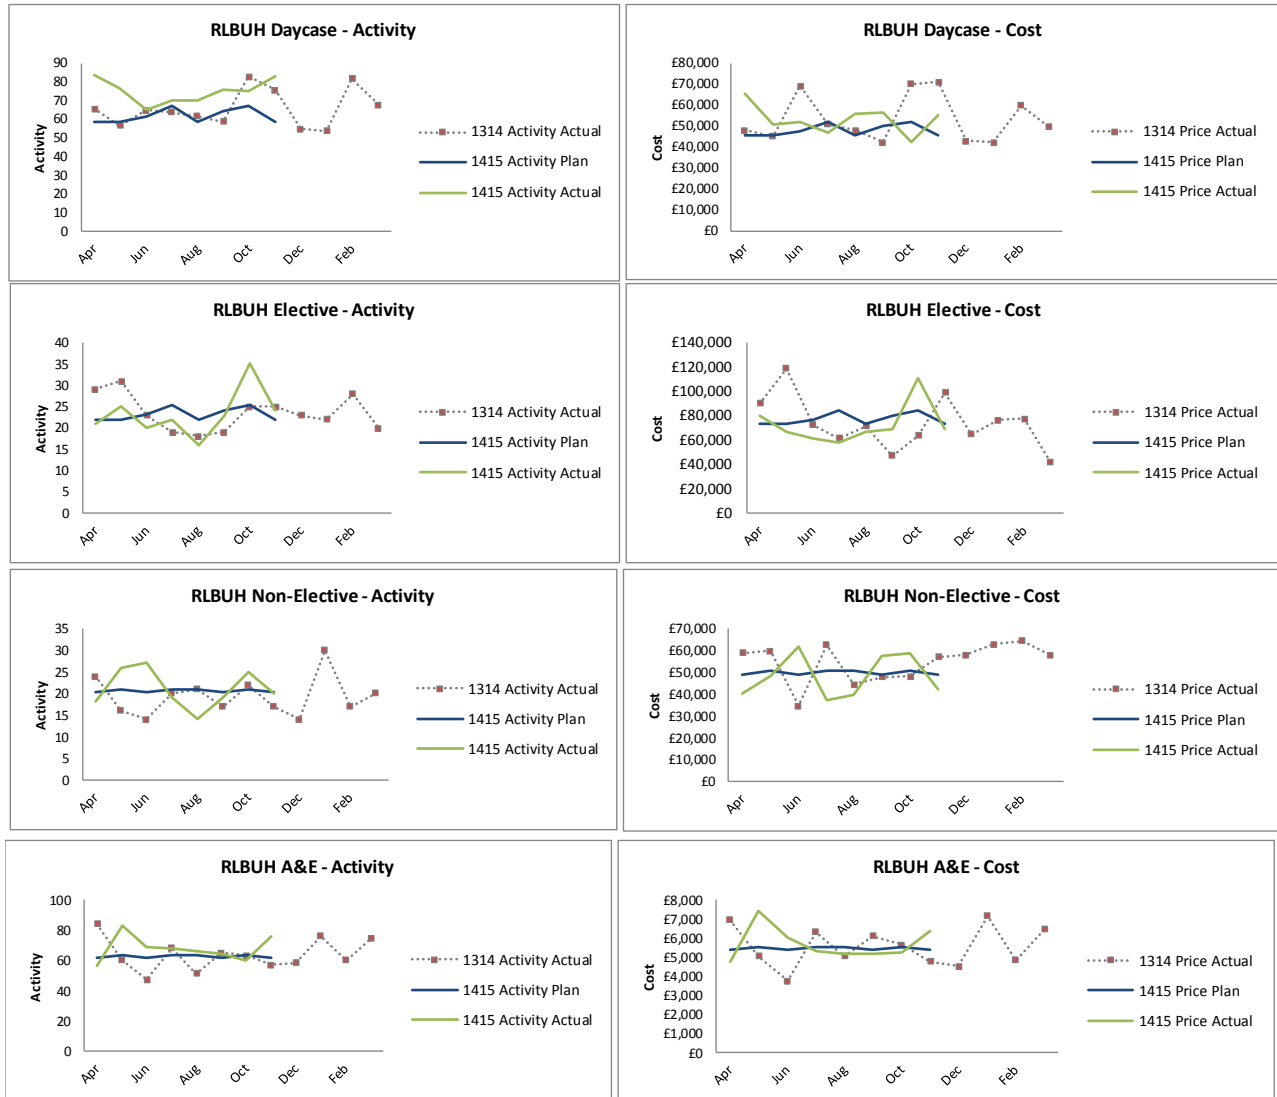 RLBUH Daycase - Activity
90
80
70
60
50
40
30
20
10
0
Activity
Apr
Jun
Aug
Oct
Dec
Feb
1314 Activity Actual
1415 Activity Plan
1415 Activity Actual
RLBUH Daycase - Cost
£80,000
£70,000
£60,000
£50,000
£40,000
£30,000
£20,000
£10,000
£0
Cost
Apr
Jun
Aug
Oct
Dec
Feb
1314 Price Actual
1415 Price Plan
1415 Price Actual
RLBUH Elective - Activity
40
35
30
25
20
15
10
5
0
Activity
Apr
Jun
Aug
Oct
Dec
Feb
1314 Activity Actual
1415 Activity Plan
1415 Activity Actual
RLBUH Elective - Cost
£140,000
£120,000
£100,000
£80,000
£60,000
£40,000
£20,000
£0
Cost
Apr
Jun
Aug
Oct
Dec
Feb
1314 Price Actual
1415 Price Plan
1415 Price Actual
RLBUH Non-Elective - Activity
35
30
25
20
15
10
5
0
Activity
Apr
Jun
Aug
Oct
Dec
Feb
1314 Activity Actual
1415 Activity Plan
1415 Activity Actual
RLBUH Non-Elective - Cost
£70,000
£60,000
£50,000
£40,000
£30,000
£20,000
£10,000
£0
Cost
Apr
Jun
Aug
Oct
Dec
Feb
1314 Price Actual
1415 Price Plan
1415 Price Actual
RLBUH A&E - Activity
100
80
60
40
20
0
Activity
Apr
Jun
Aug
Oct
Dec
Feb
1314 Activity Actual
1415 Activity Plan
1415 Activity Actual
RLBUH A&E - Cost
£8,000
£7,000
£6,000
£5,000
£4,000
£3,000
£2,000
£1,000
£0
Cost
Apr
Jun
Aug
Oct
Dec
Feb
1314 Price Actual
1415 Price Plan
1415 Price Actual